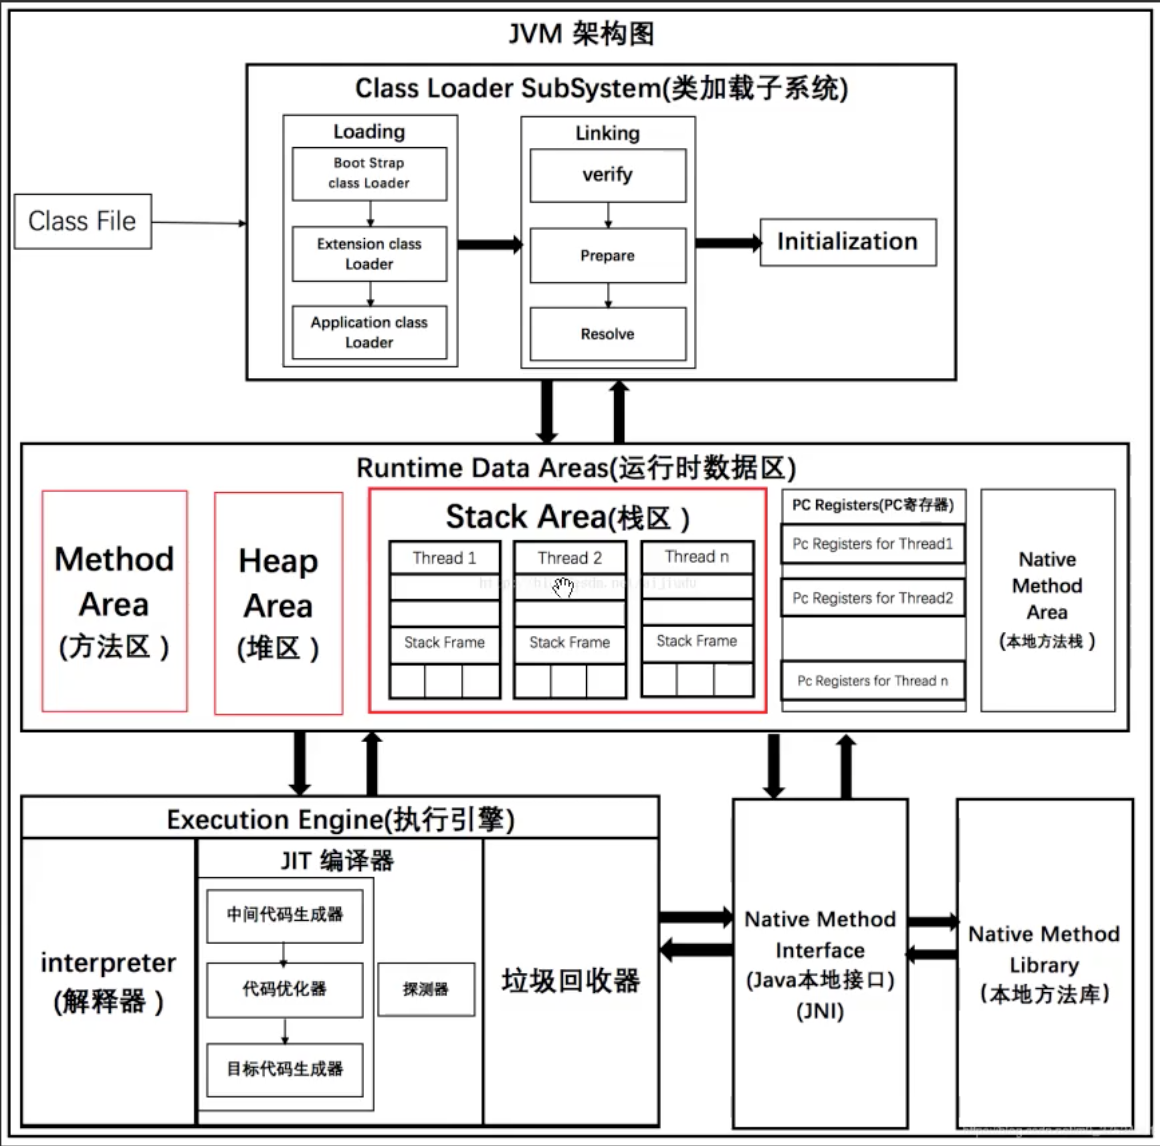 JVM 架构图
Class Loader SubSystem(类加载子系统)
Loading
Boot Strap
class Loader
Extension class
Loader
Application class
Loader
Linking
verify
Prepare
Resolve
Initialization
Class File
Runtime Data Areas(运行时数据区)
Method
Area
(方法区 )
Heap
Area
(堆区 )
Stack Area(栈区 )
Thread 1
Stack Frame
Thread 2
Stack Frame
Thread n
Stack Frame
PC Registers(PC寄存器)
Pc Registers for Thread1
Pc Registers for Thread2
Pc Registers for Thread n
Native
Method
Area
(本地方法栈 )
Execution Engine(执行引擎)
interpreter
(解释器 )
JIT 编译器
中间代码生成器
代码优化器
目标代码生成器
探测器
垃圾回收器
Native Method
Interface
(Java本地接口)
(JNI)
Native Method
Library
(本地方法库)